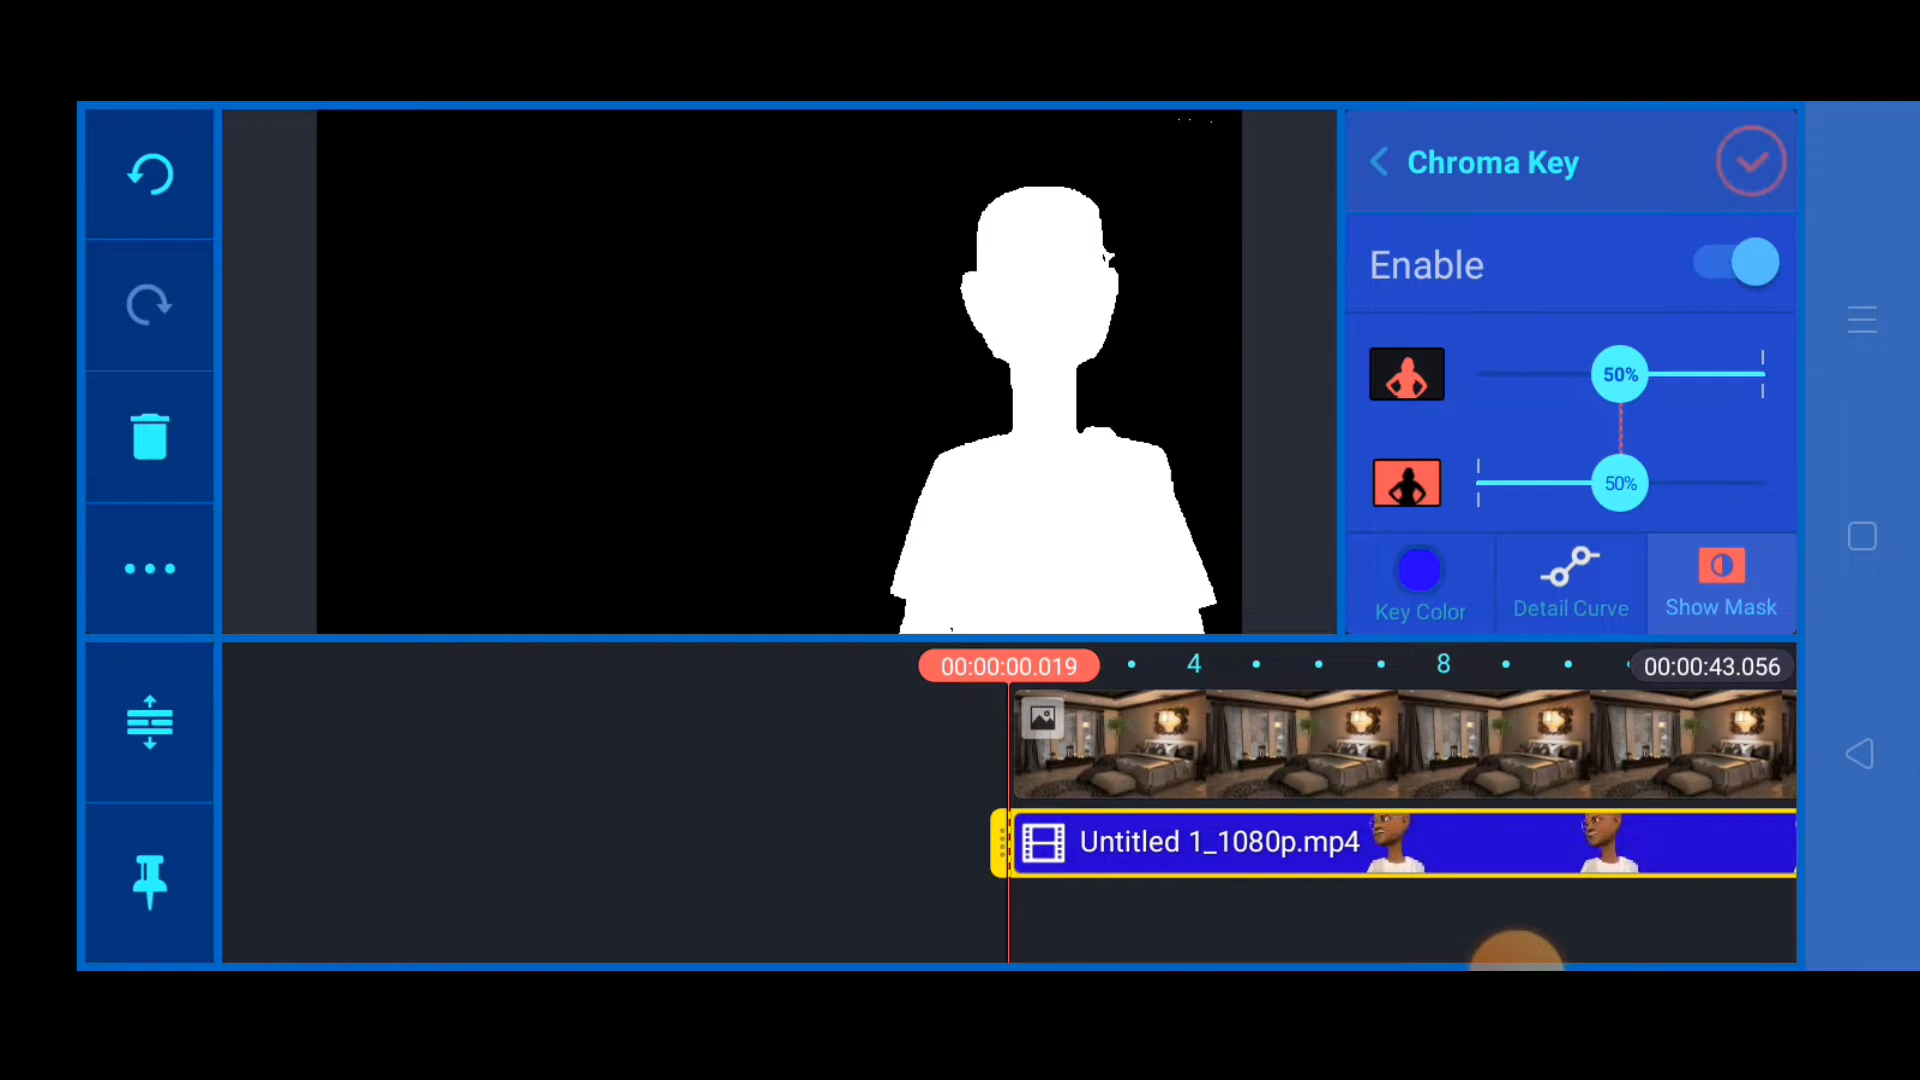 Chroma Key
Enable
50%
50%
Key Color
Detail Curve
Show Mask
00:00:00.019
4
8
00:00:43.056
Untitled 1_1080p.mp4